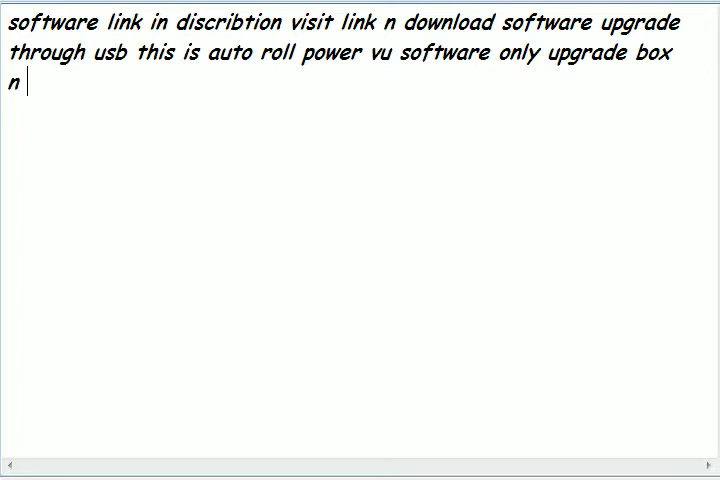 software link in discribtion visit link n download software upgrade
through usb this is auto roll power vu software only upgrade box
n